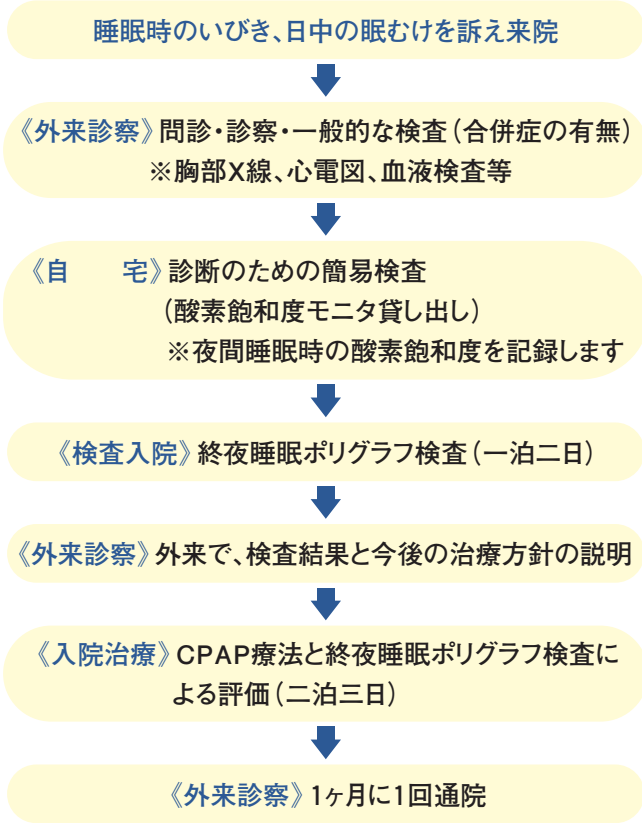 睡眠時のいびき、日中の眠むけを訴え来院
《外来診察》問診・診察・一般的な検査(合併症の有無)
※胸部X線、心電図、血液検査等
《自　　宅》診断のための簡易検査
(酸素飽和度モニタ貸し出し)
※夜間睡眠時の酸素飽和度を記録します
《検査入院》終夜睡眠ポリグラフ検査(一泊二日)
《外来診察》外来で、検査結果と今後の治療方針の説明
《入院治療》CPAP療法と終夜睡眠ポリグラフ検査に
よる評価(二泊三日)
《外来診察》1ヶ月に1回通院